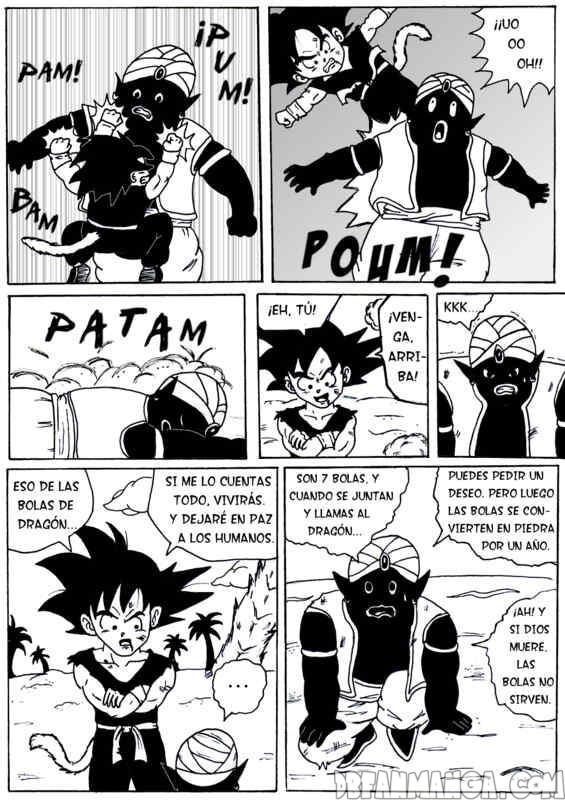 PAM!
¡PUM!
BAM
¡¡UO
OO
OH!!
POUM!
PATAM
¡EH, TÚ!
¡VEN-
GA,
ARRI-
BA!
KKK...
ESO DE LAS
BOLAS DE
DRAGÓN...
SI ME LO CUENTAS
TODO, VIVIRÁS.
Y DEJARÉ EN PAZ
A LOS HUMANOS.
...
SON 7 BOLAS, Y
CUANDO SE JUNTAN
Y LLAMAS AL
DRAGÓN...
PUEDES PEDIR UN
DESEO. PERO LUEGO
LAS BOLAS SE CON-
VIERTEN EN PIEDRA
POR UN AÑO.
¡AH! Y
SI DIOS
MUERE,
LAS
BOLAS NO
SIRVEN.
DBFANMANGA.COM